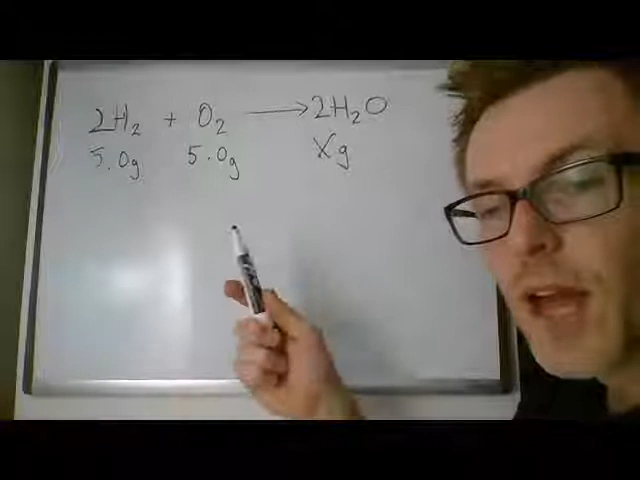 2H₂ + O₂ ⟶ 2H₂O
5.0g 5.0g Xg